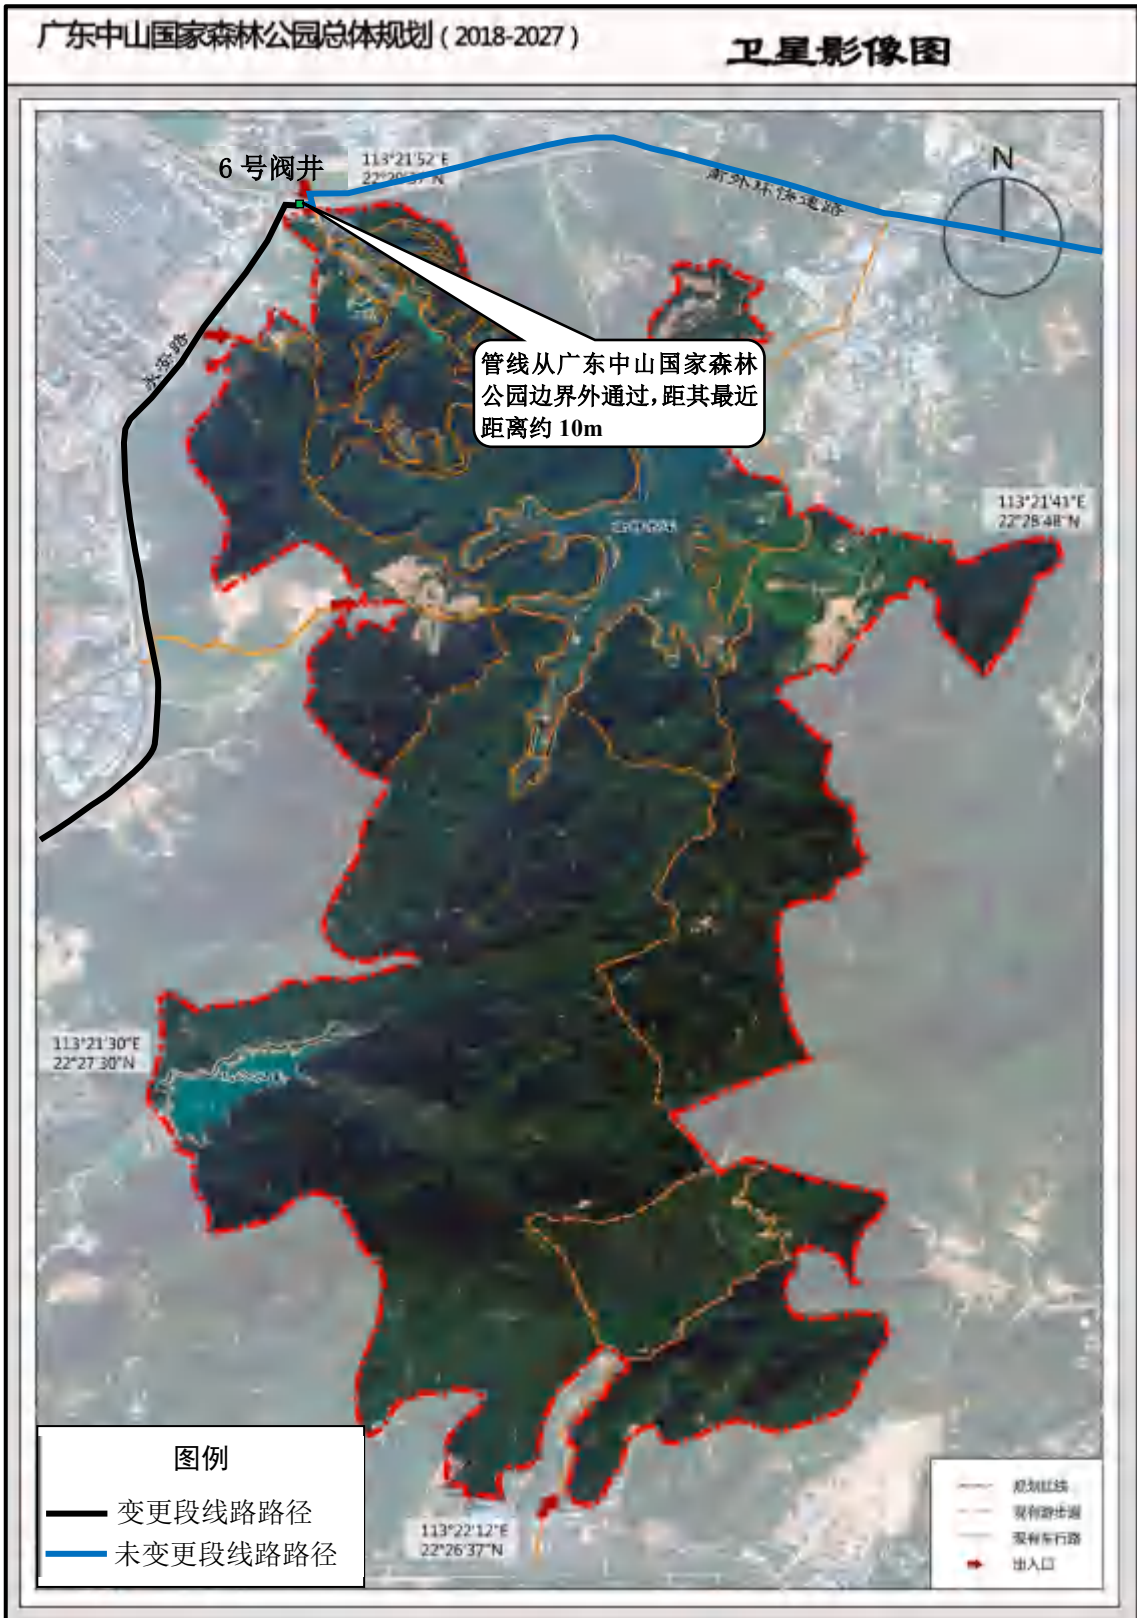 广东中山国家森林公园总体规划 ( 2018-2027 )
卫星影像图
6 号阀井
113°21'52"E
N
南外环快速路
永安路
管线从广东中山国家森林
公园边界外通过，距其最近
距离约 10m
113°21'41"E
22°28'48"N
113°21'30"E
22°27'30"N
113°22'12"E
22°26'37"N
图例
变更段线路路径
未变更段线路路径
规划红线
现有游步道
现有车行路
出入口